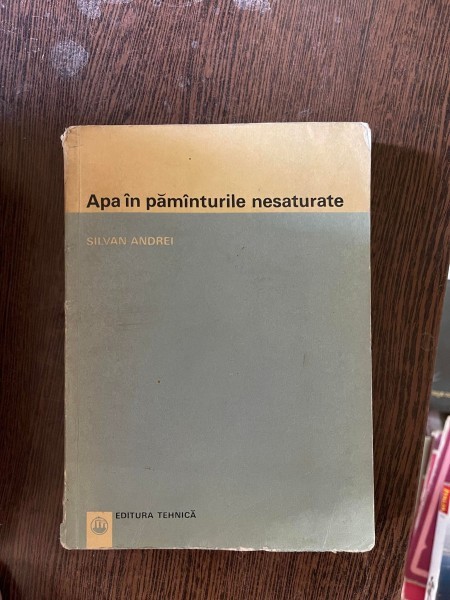 Apa în pămînturile nesaturate
SILVAN ANDREI
EDITURA TEHNICĂ